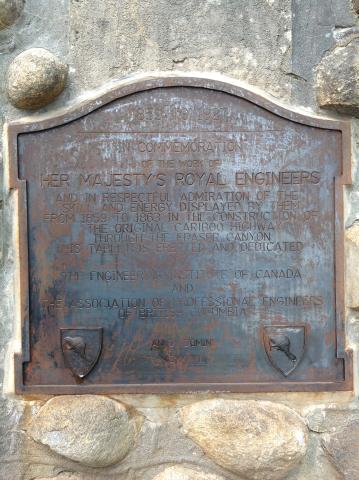 IN COMMEMORATION
OF THE WORK OF
HER MAJESTY'S ROYAL ENGINEERS
AND IN RESPECTFUL ADMIRATION OF THE
SKILL AND ENERGY DISPLAYED BY THEM
FROM 1859 TO 1863 IN THE CONSTRUCTION OF
THE ORIGINAL CARIBOO HIGHWAY
THROUGH THE FRASER CANYON
THIS TABLET IS ERECTED AND DEDICATED
THE ENGINEERING INSTITUTE OF CANADA
AND
THE ASSOCIATION OF PROFESSIONAL ENGINEERS
OF BRITISH COLUMBIA
ANNO DOMINI